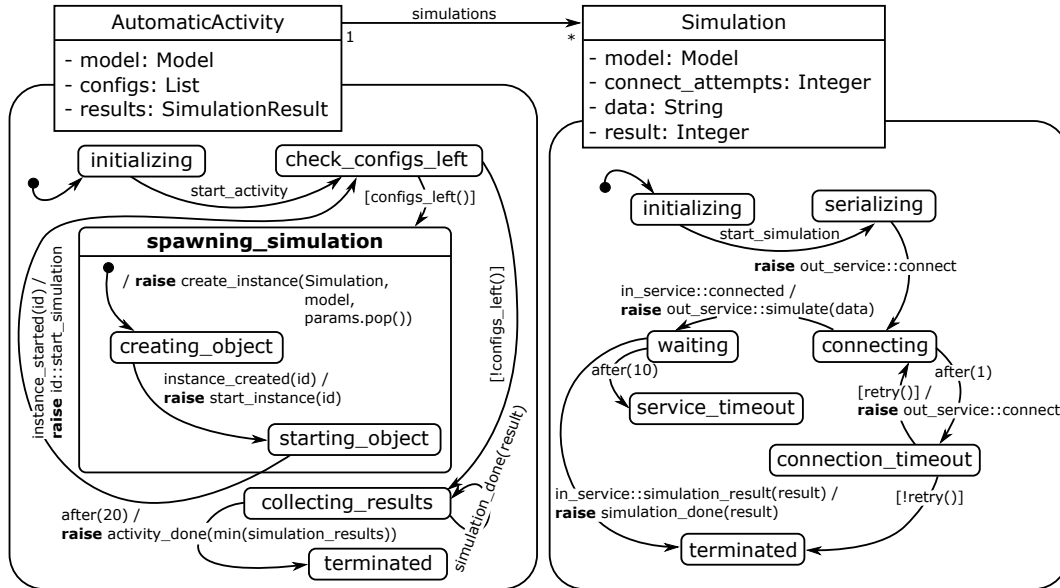 AutomaticActivity
- model: Model
- configs: List
- results: SimulationResult
simulations
1
*
Simulation
- model: Model
- connect_attempts: Integer
- data: String
- result: Integer
initializing
check_configs_left
start_activity
[configs_left()]
spawning_simulation
/ raise create_instance(Simulation,
model,
params.pop())
creating_object
instance_created(id) /
raise start_instance(id)
starting_object
instance_started(id) /
raise id::start_simulation
[!configs_left()]
collecting_results
simulation_done(result)
after(20) /
raise activity_done(min(simulation_results))
terminated
initializing
serializing
start_simulation
raise out_service::connect
in_service::connected /
raise out_service::simulate(data)
waiting
connecting
after(10)
after(1)
service_timeout
[retry()] /
raise out_service::connect
connection_timeout
in_service::simulation_result(result) /
raise simulation_done(result)
[!retry()]
terminated